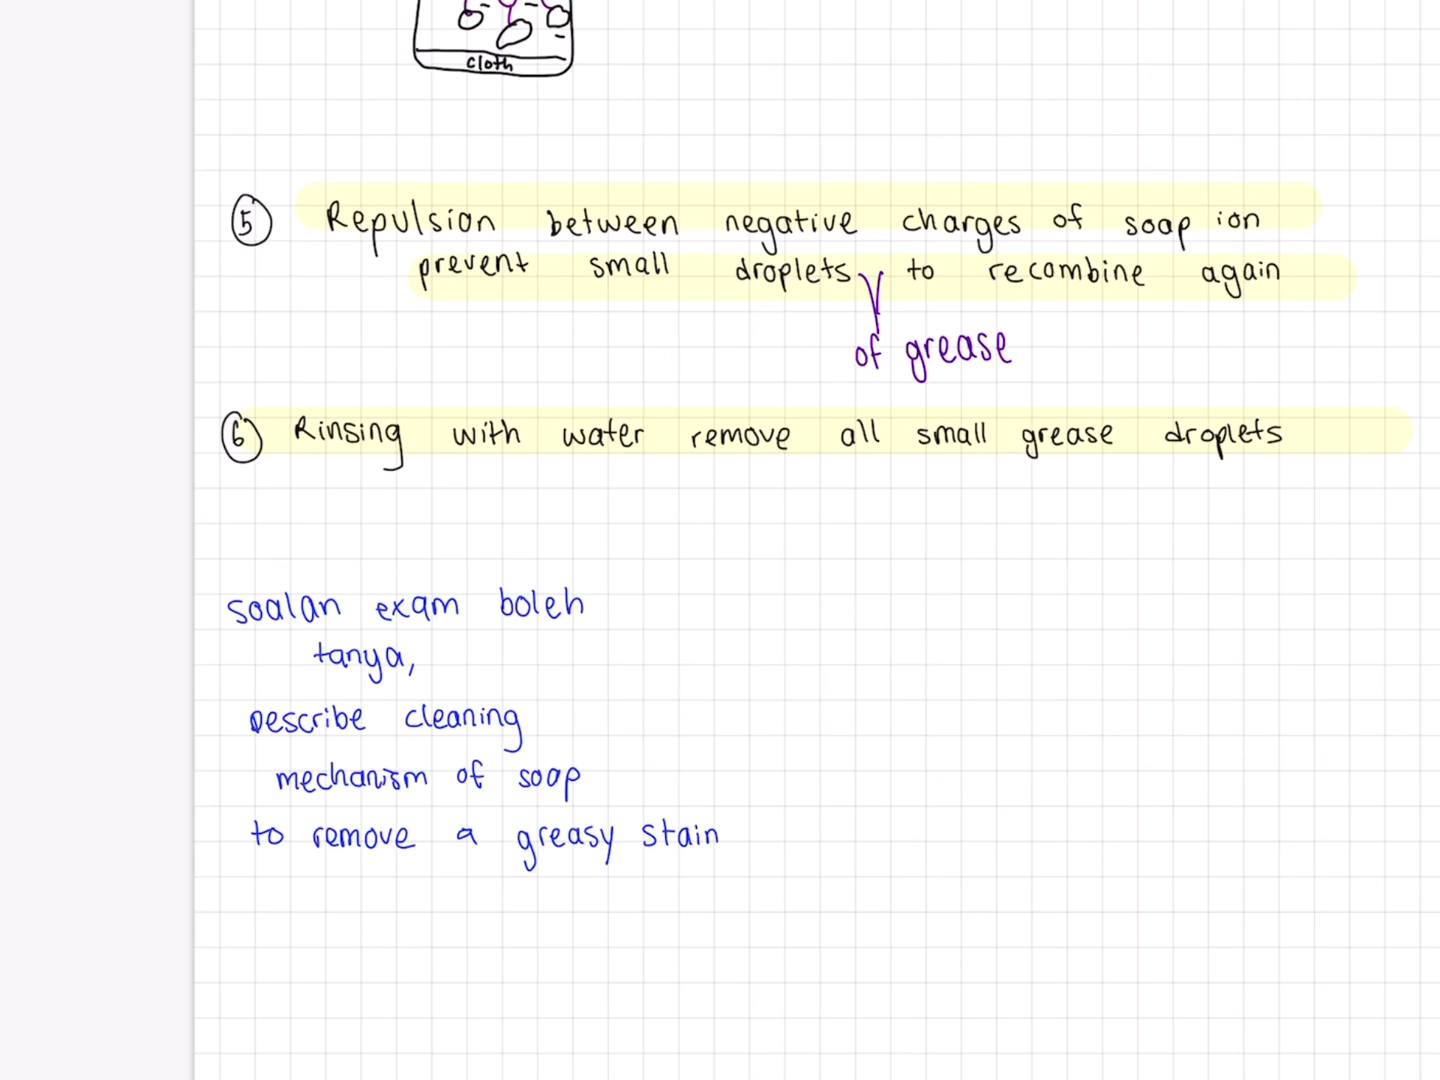 cloth
5 Repulsion between negative charges of soap ion
prevent small droplets to recombine again
of grease
6 Rinsing with water remove all small grease droplets
soalan exam boleh
tanya,
Describe cleaning
mechanism of soap
to remove a greasy stain